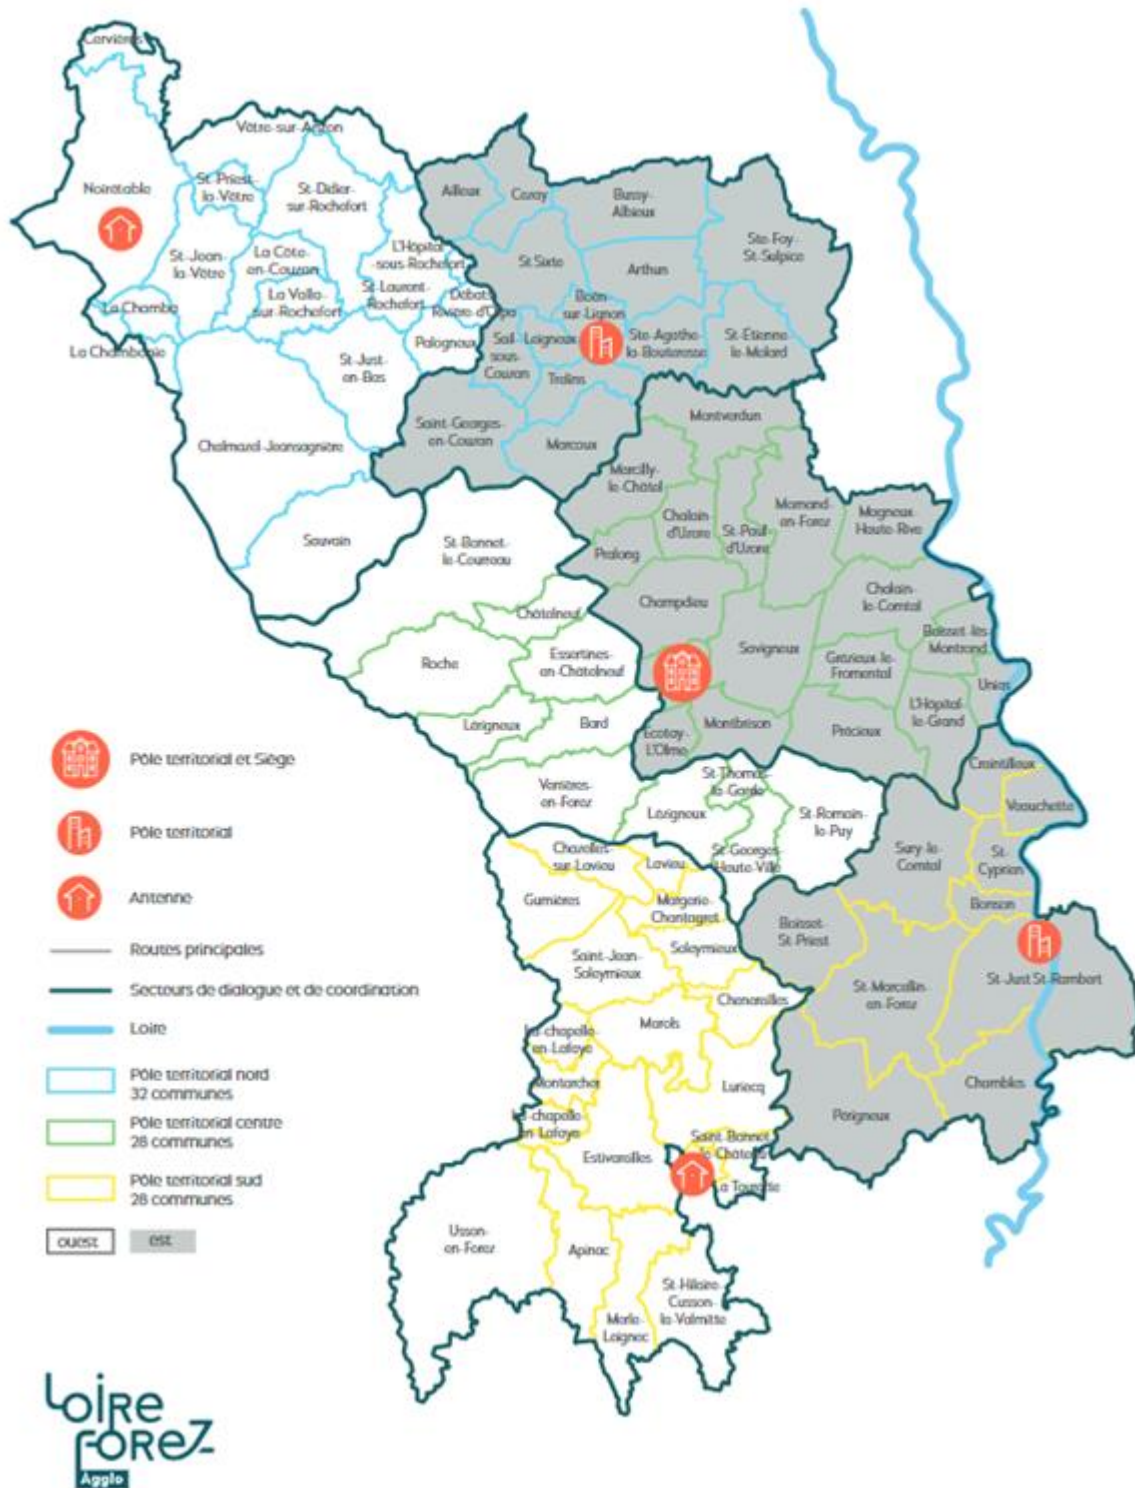 Cervières
Vêtre-sur-Anzon
Noirétable
St-Priest-
la-Vêtre
St-Didier-
sur-Rochefort
Ailleux
Cezay
Bussy-
Albieux
Ste-Foy-
St-Sulpice
St-Jean-
la-Vêtre
La Côte-
en-Couzan
L'Hôpital
-sous-Rochefort
St-Sixte
Arthun
La Chamba
La Valla-
sur-Rochefort
St-Laurent-
Rochefort
Débats-
Rivière-d'Orpa
Boën-
sur-Lignon
La Chambonie
St-Just-
en-Bas
Palogneux
Sail-
sous-
Couzan
Leigneux
Ste-Agathe-
la-Bouteresse
St-Étienne-
le-Molard
Trelins
Chalmazel-Jeansagnière
Saint-Georges-
en-Couzan
Marcoux
Montverdun
Marcilly-
le-Châtel
Sauvain
St-Bonnet-
le-Courreau
Chalain-
d'Uzore
St-Paul-
d'Uzore
Mornand-
en-Forez
Magneux-
Haute-Rive
Pralong
Châtelneuf
Champdieu
Chalain-
le-Comtal
Roche
Essertines-
en-Châtelneuf
Savigneux
Boisset-lès-
Montrond
Grézieux-le-
Fromental
Unias
Lérigneux
Bard
Ecotay-
L'Olme
Montbrison
Précieux
L'Hôpital-
le-Grand
Verrières-
en-Forez
Lézigneux
St-Thomas-
la-Garde
St-Romain-
le-Puy
Craintilleux
Veauchette
St-Georges-
Haute-Ville
Sury-le-
Comtal
St-
Cyprien
Bonson
Chazelles-
sur-Lavieu
Lavieu
Gumières
Margerie-
Chantagret
Boisset-
St-Priest
Saint-Jean-
Soleymieux
Soleymieux
St-Marcellin-
en-Forez
St-Just St-Rambert
Chenereilles
La-chapelle-
en-Lafaye
Marols
Montarcher
Luriecq
Périgneux
Chambles
La-chapelle-
en-Lafaye
Estivareilles
Saint-Bonnet-
le-Château
La Tourette
Usson-
en-Forez
Apinac
Merle-
Leignec
St-Hilaire-
Cusson-
la-Valmitte
Pôle territorial et Siège
Pôle territorial
Antenne
Routes principales
Secteurs de dialogue et de coordination
Loire
Pôle territorial nord
32 communes
Pôle territorial centre
28 communes
Pôle territorial sud
28 communes
ouest
est
LOIRE
FOREZ
Agglo